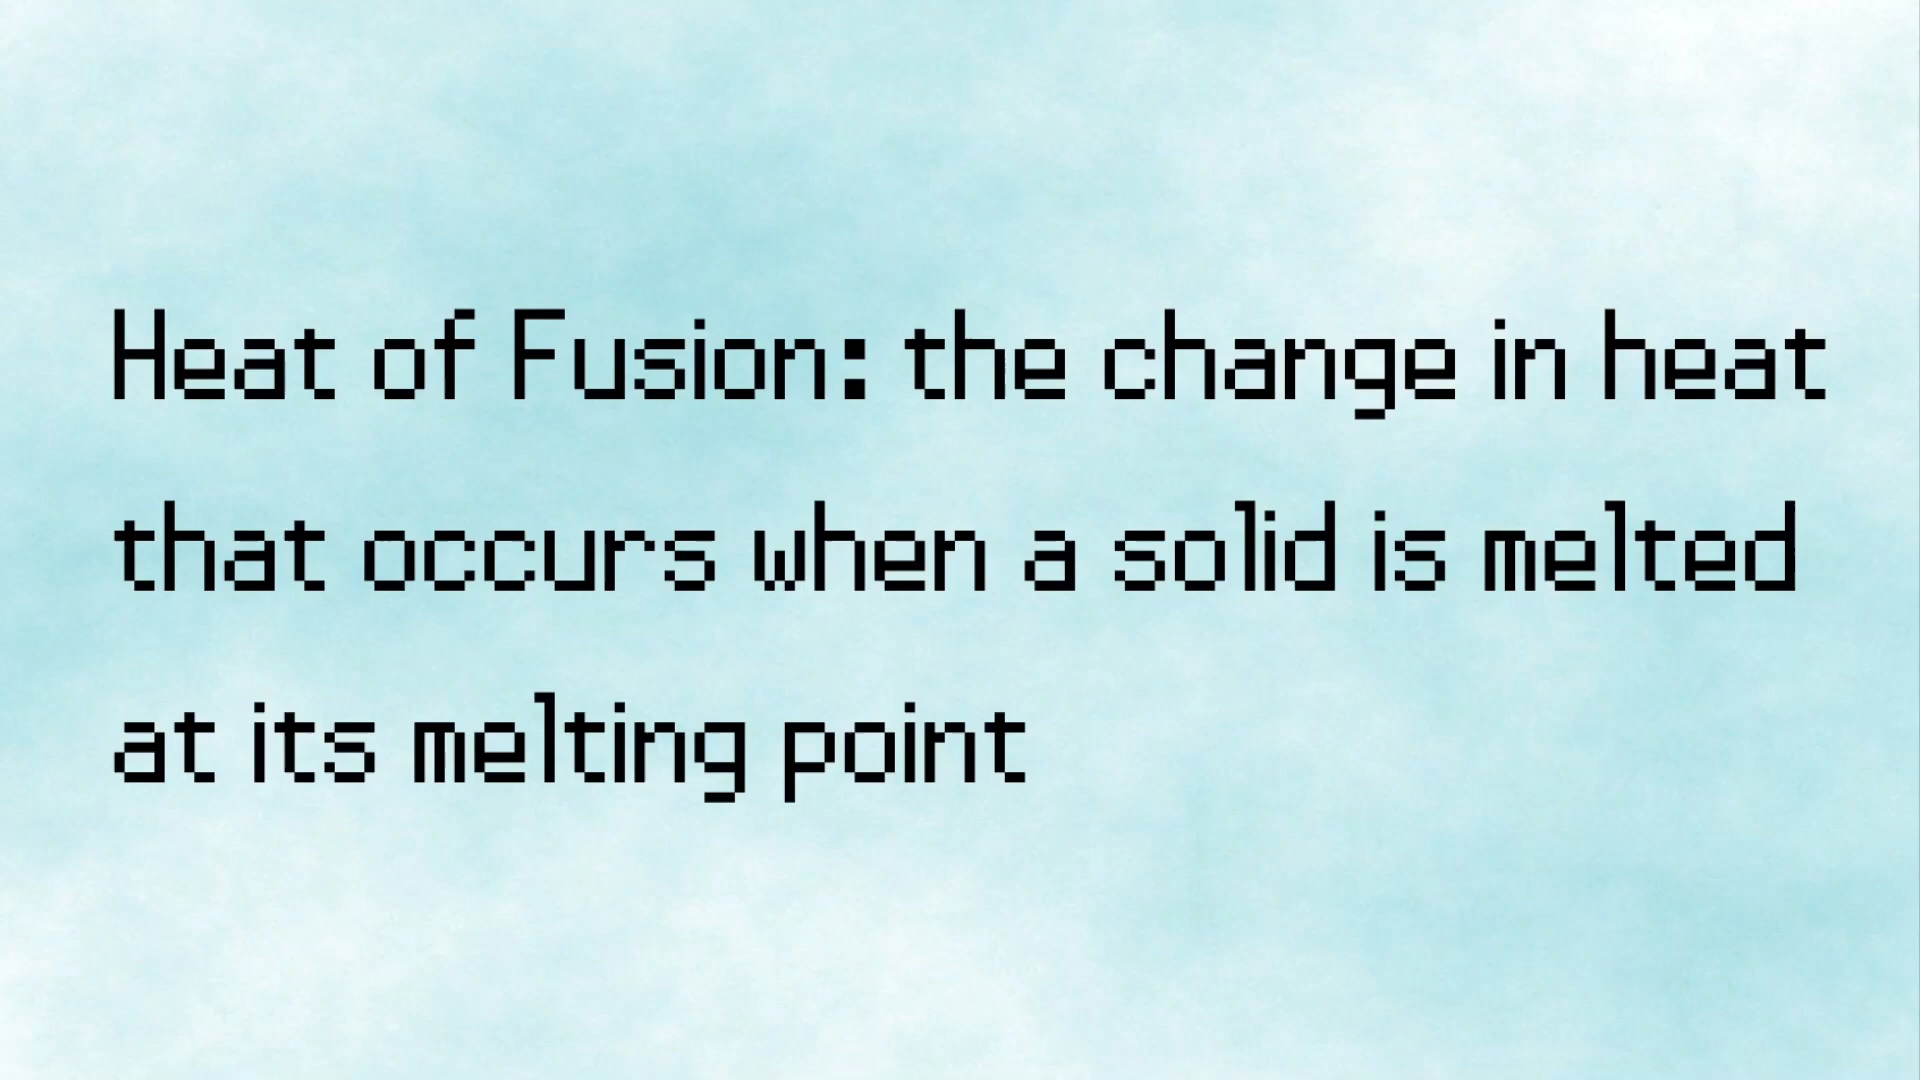 Heat of Fusion: the change in heat
that occurs when a solid is melted
at its melting point